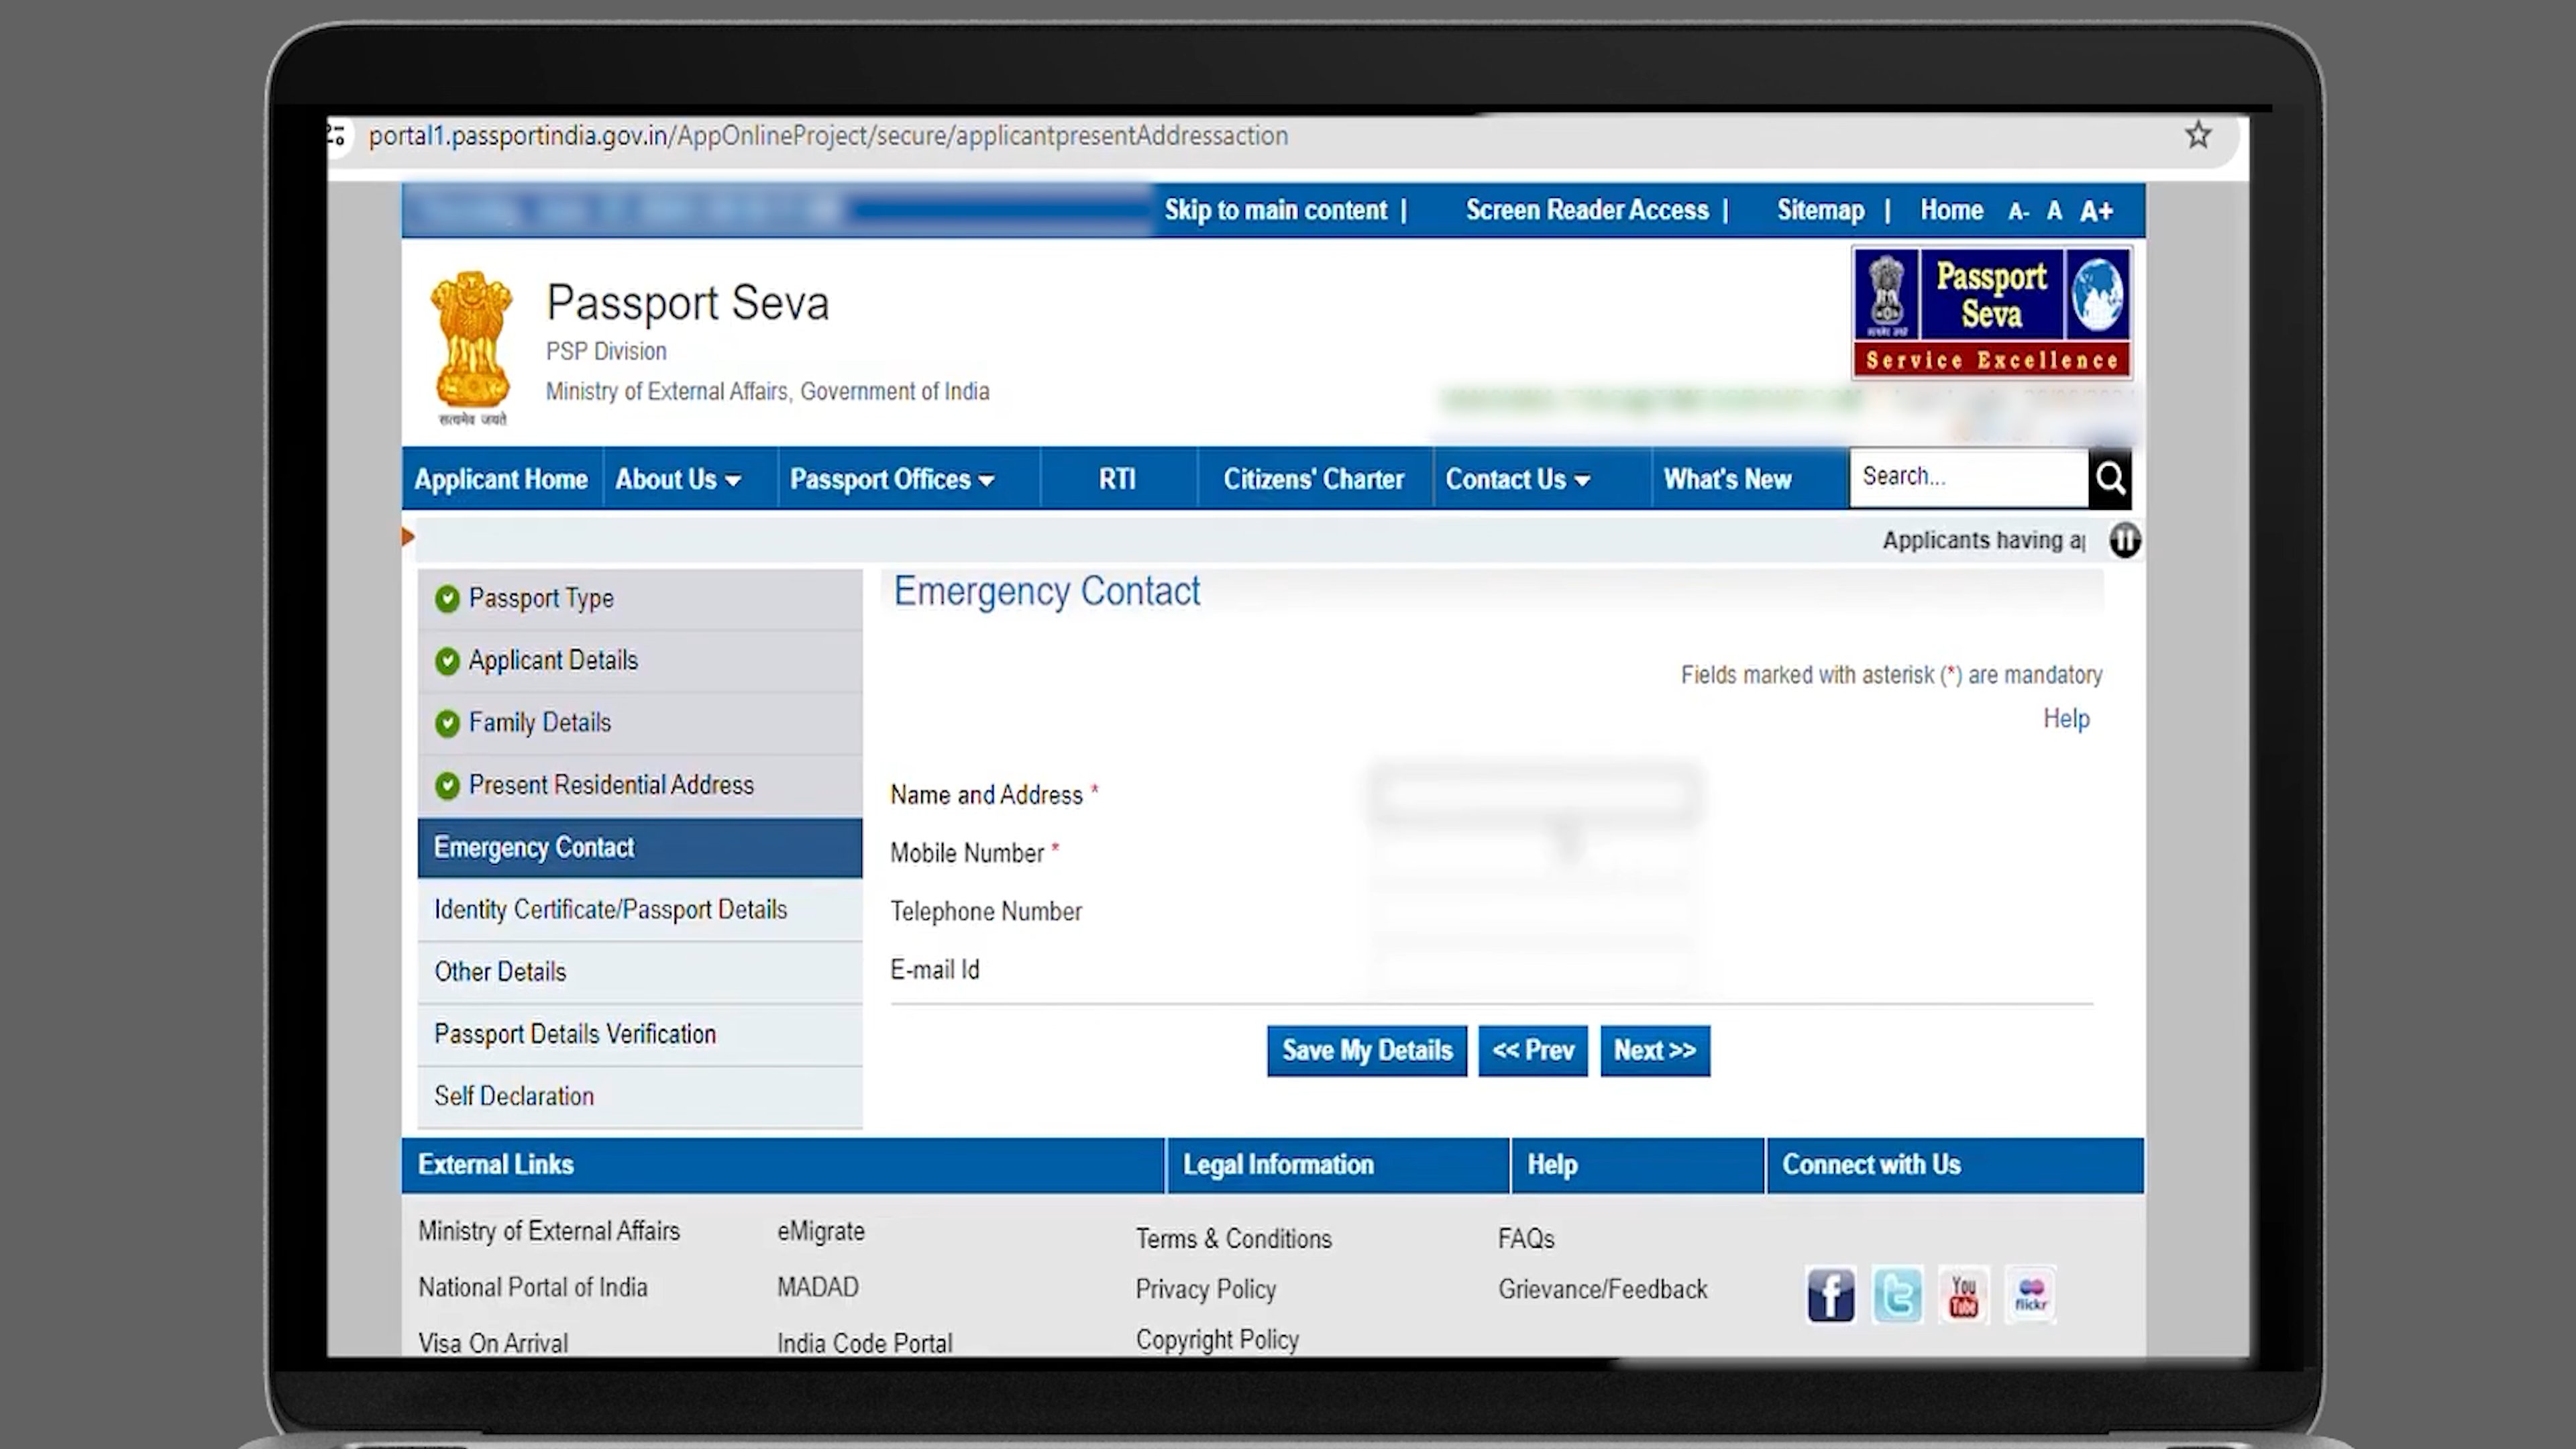 portal1.passportindia.gov.in/AppOnlineProject/secure/applicantpresentAddressaction
Skip to main content | Screen Reader Access | Sitemap | Home A- A A+
Passport Seva
PSP Division
Ministry of External Affairs, Government of India
सत्यमेव जयते
Passport
Seva
Service Excellence
Applicant Home About Us Passport Offices RTI Citizens' Charter Contact Us What's New Search...
Applicants having a
Passport Type
Applicant Details
Family Details
Present Residential Address
Emergency Contact
Identity Certificate/Passport Details
Other Details
Passport Details Verification
Self Declaration
Emergency Contact
Fields marked with asterisk (*) are mandatory
Help
Name and Address *
Mobile Number *
Telephone Number
E-mail Id
Save My Details << Prev Next >>
External Links Legal Information Help Connect with Us
Ministry of External Affairs eMigrate Terms & Conditions FAQs
National Portal of India MADAD Privacy Policy Grievance/Feedback
Visa On Arrival India Code Portal Copyright Policy
f t You Tube flickr